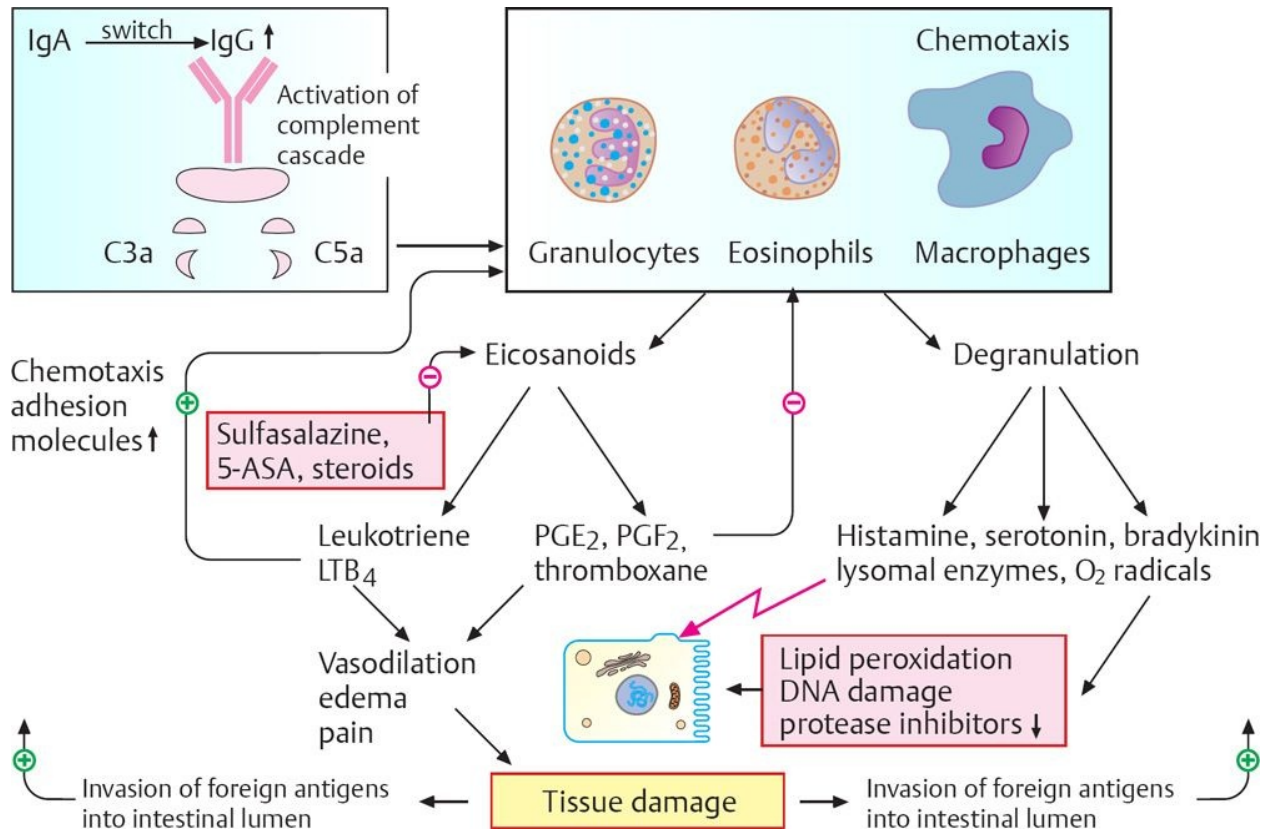 IgA switch IgG ↑
Activation of
complement
cascade
C3a C5a
Chemotaxis
Granulocytes Eosinophils Macrophages
Chemotaxis
adhesion
molecules ↑
+
Sulfasalazine,
5-ASA, steroids
−
Eicosanoids
−
Degranulation
Leukotriene
LTB₄
PGE₂, PGF₂,
thromboxane
Histamine, serotonin, bradykinin
lysomal enzymes, O₂ radicals
Vasodilation
edema
pain
Lipid peroxidation
DNA damage
protease inhibitors ↓
+
Invasion of foreign antigens
into intestinal lumen
Tissue damage
Invasion of foreign antigens
into intestinal lumen
+